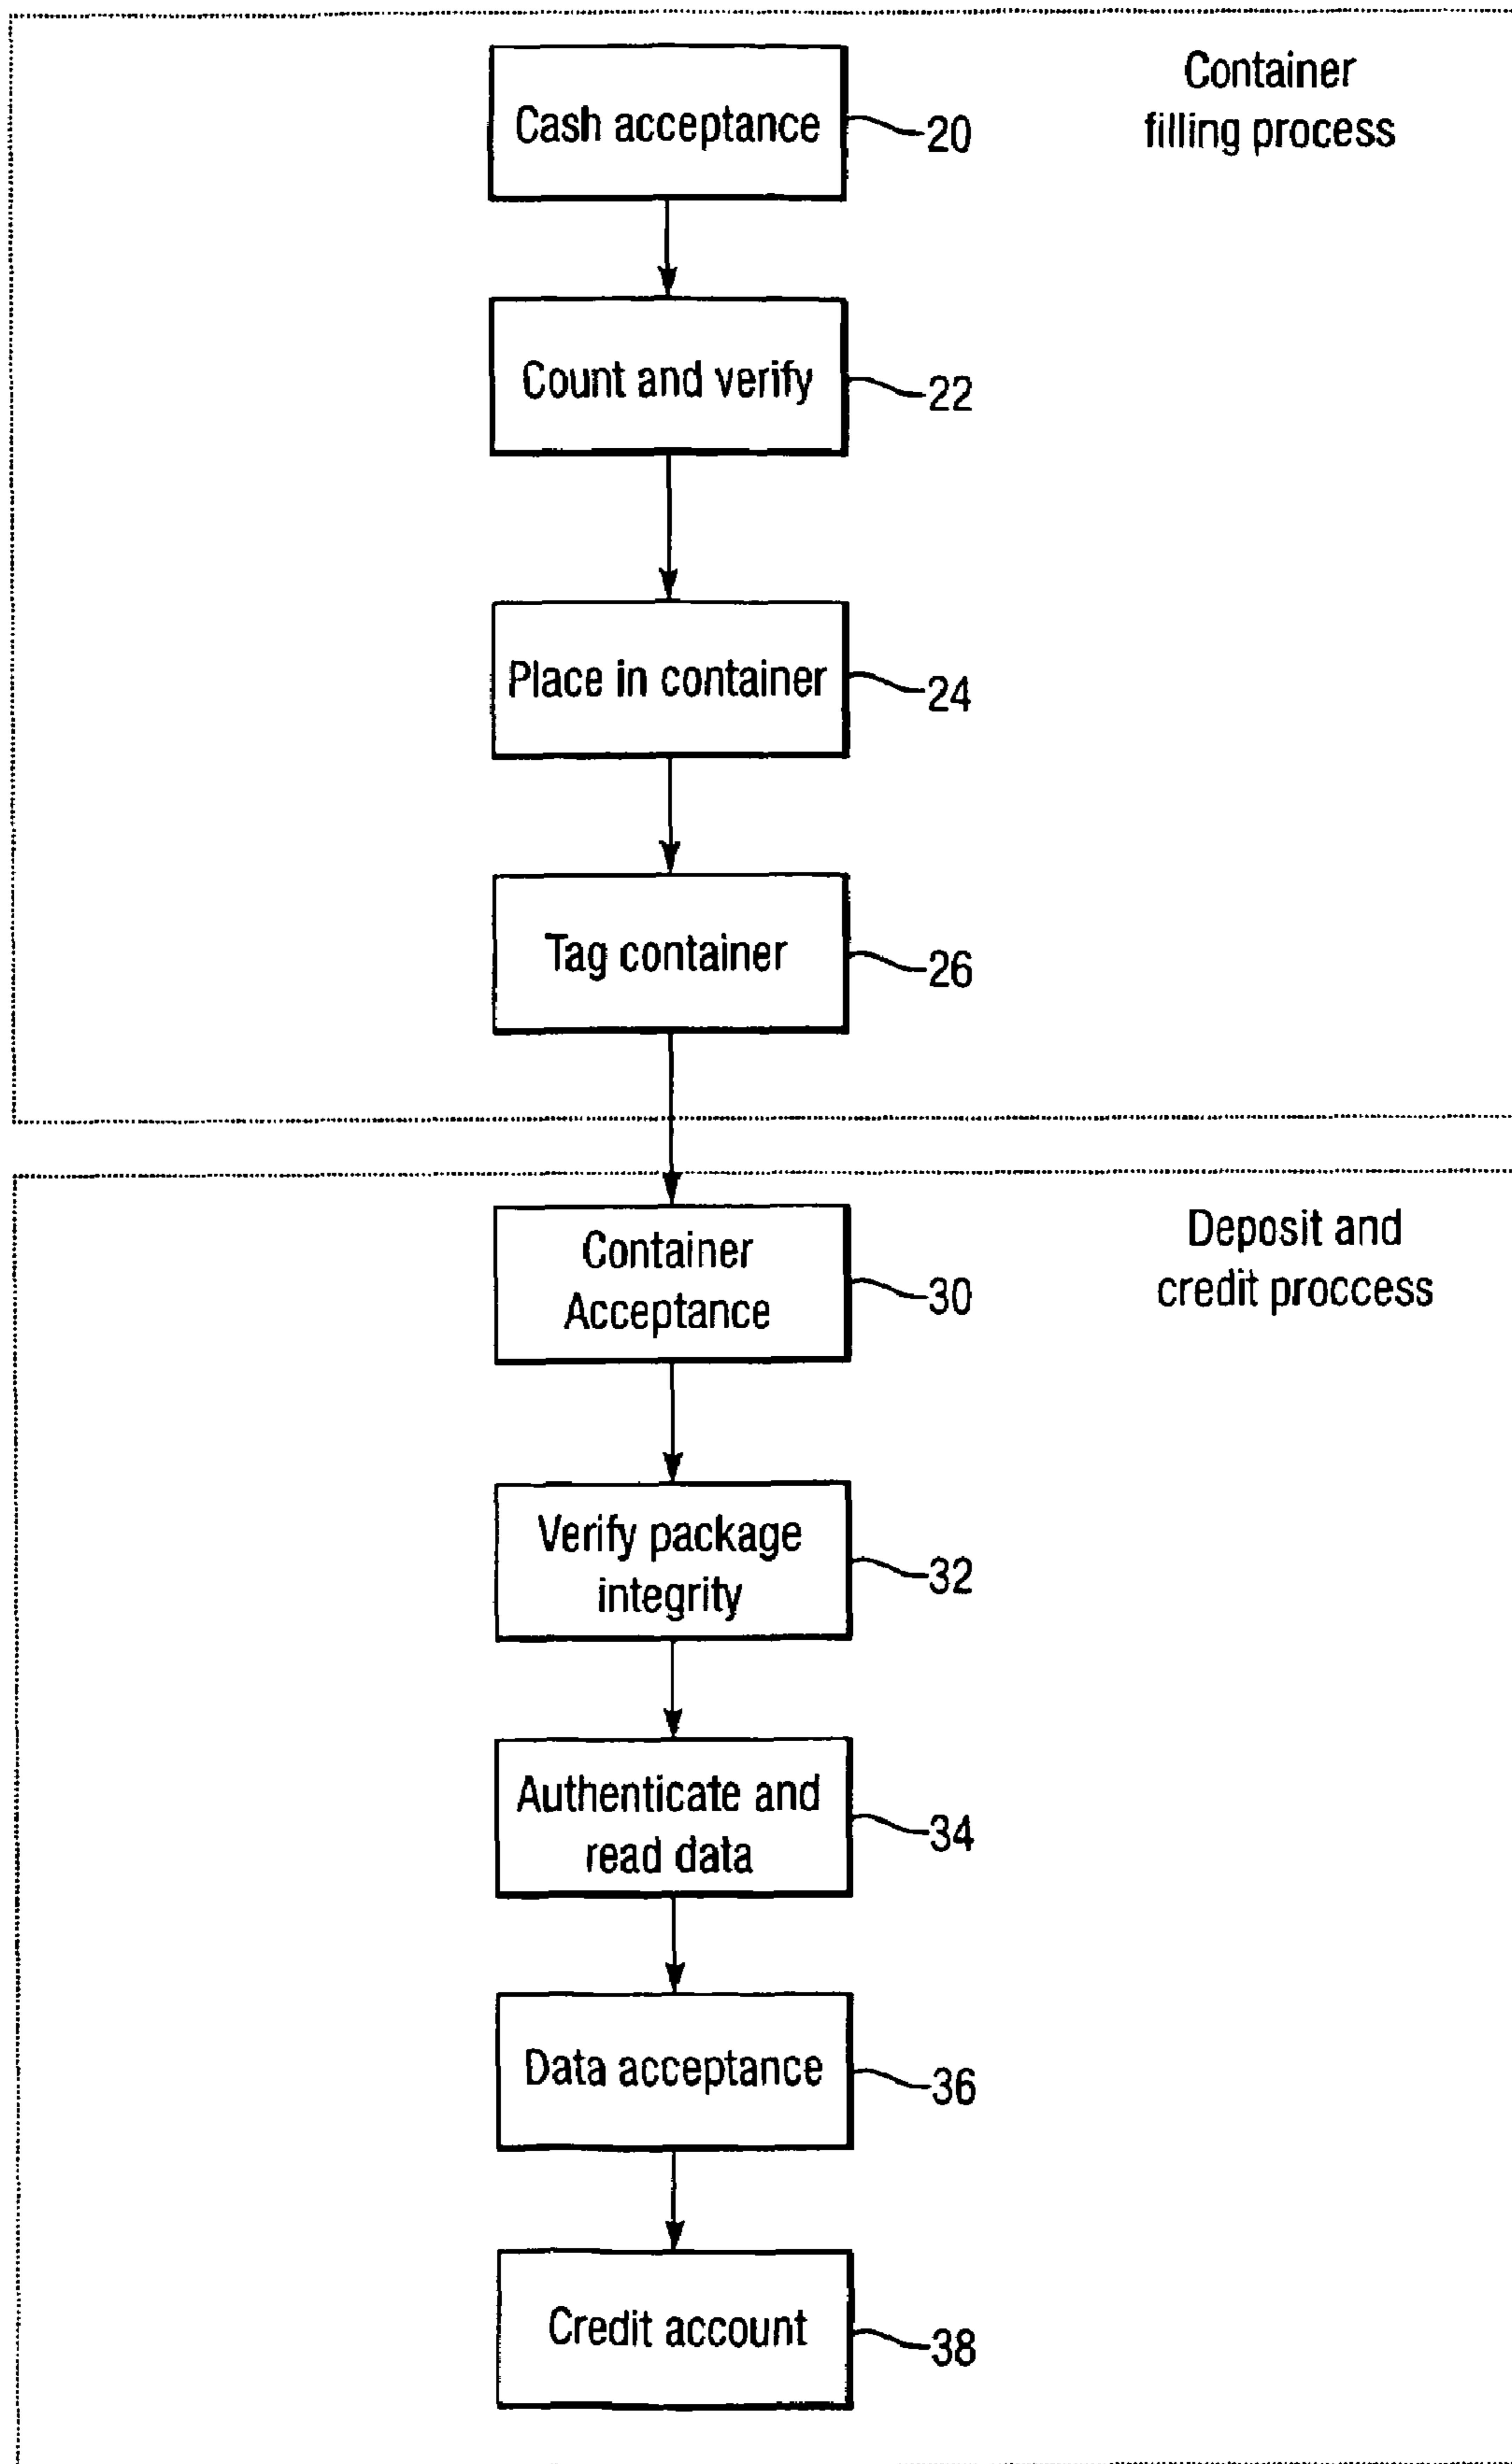 Container
filling process
Cash acceptance
20
Count and verify
22
Place in container
24
Tag container
26
Deposit and
credit proccess
Container
Acceptance
30
Verify package
integrity
32
Authenticate and
read data
34
Data acceptance
36
Credit account
38